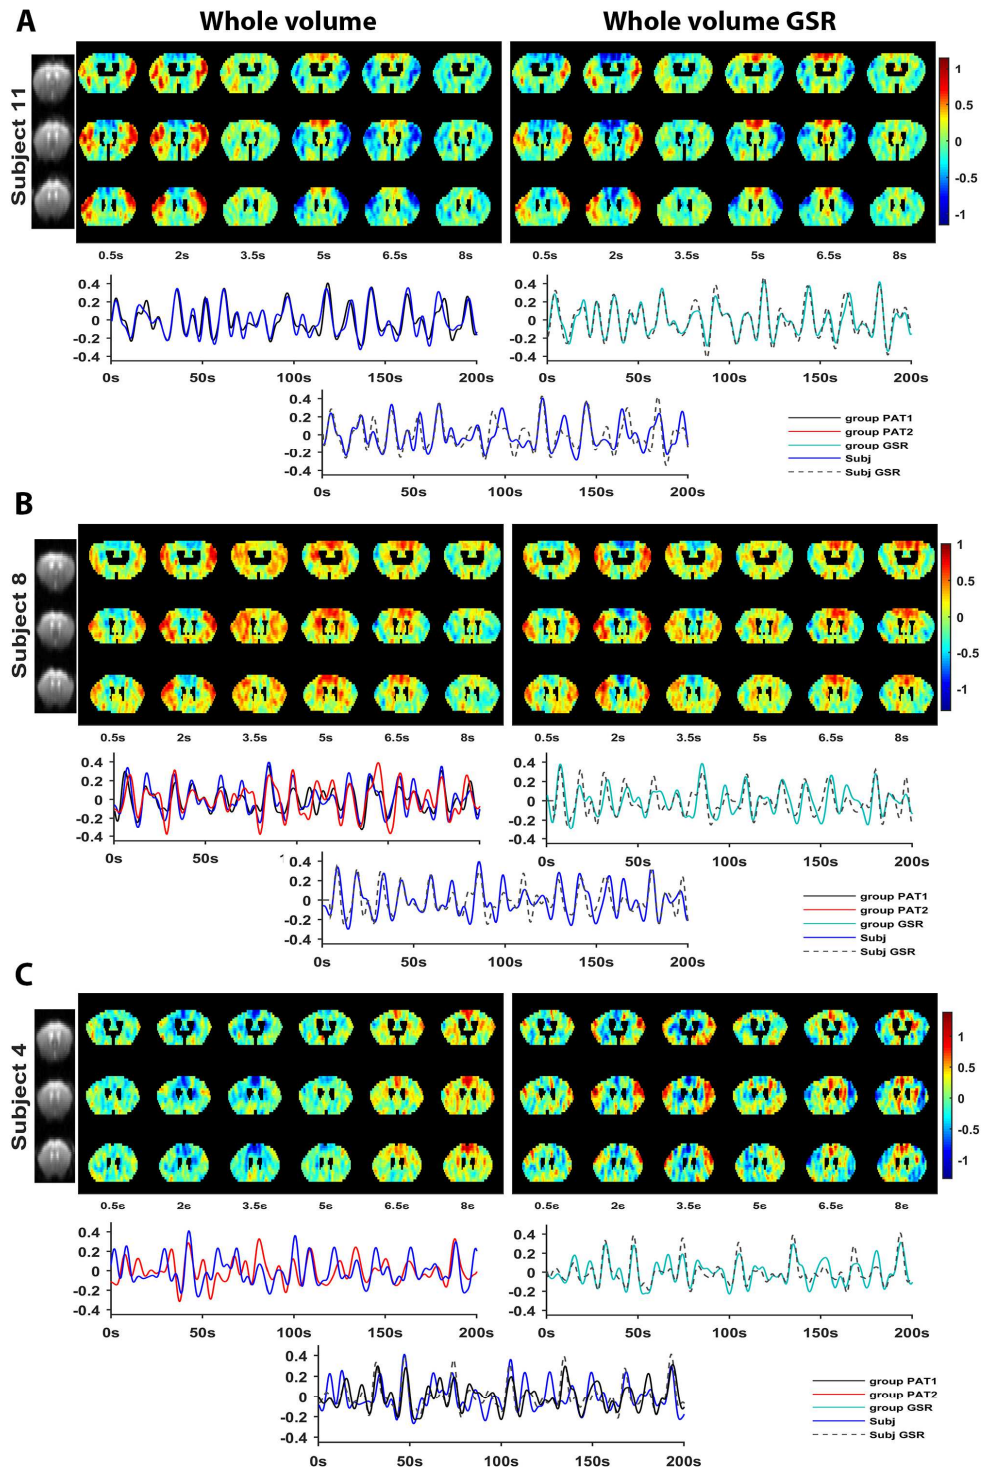 A
Whole volume
Whole volume GSR
Subject 11
1
0.5
0
-0.5
-1
0.5s 2s 3.5s 5s 6.5s 8s
0.5s 2s 3.5s 5s 6.5s 8s
0.4
0.2
0
-0.2
-0.4
0s 50s 100s 150s 200s
0.4
0.2
0
-0.2
-0.4
0s 50s 100s 150s 200s
0.4
0.2
0
-0.2
-0.4
0s 50s 100s 150s 200s
group PAT1
group PAT2
group GSR
Subj
Subj GSR
B
Subject 8
1
0.5
0
-0.5
-1
0.5s 2s 3.5s 5s 6.5s 8s
0.5s 2s 3.5s 5s 6.5s 8s
0.4
0.2
0
-0.2
-0.4
0s 50s
0.4
0.2
0
-0.2
-0.4
0s 50s 100s 150s 200s
0.4
0.2
0
-0.2
-0.4
0s 50s 100s 150s 200s
group PAT1
group PAT2
group GSR
Subj
Subj GSR
C
Subject 4
1
0.5
0
-0.5
-1
0.5s 2s 3.5s 5s 6.5s 8s
0.5s 2s 3.5s 5s 6.5s 8s
0.4
0.2
0
-0.2
-0.4
0s 50s 100s 150s 200s
0.4
0.2
0
-0.2
-0.4
0s 50s 100s 150s 200s
0.4
0.2
0
-0.2
-0.4
0s 50s 100s 150s 200s
group PAT1
group PAT2
group GSR
Subj
Subj GSR